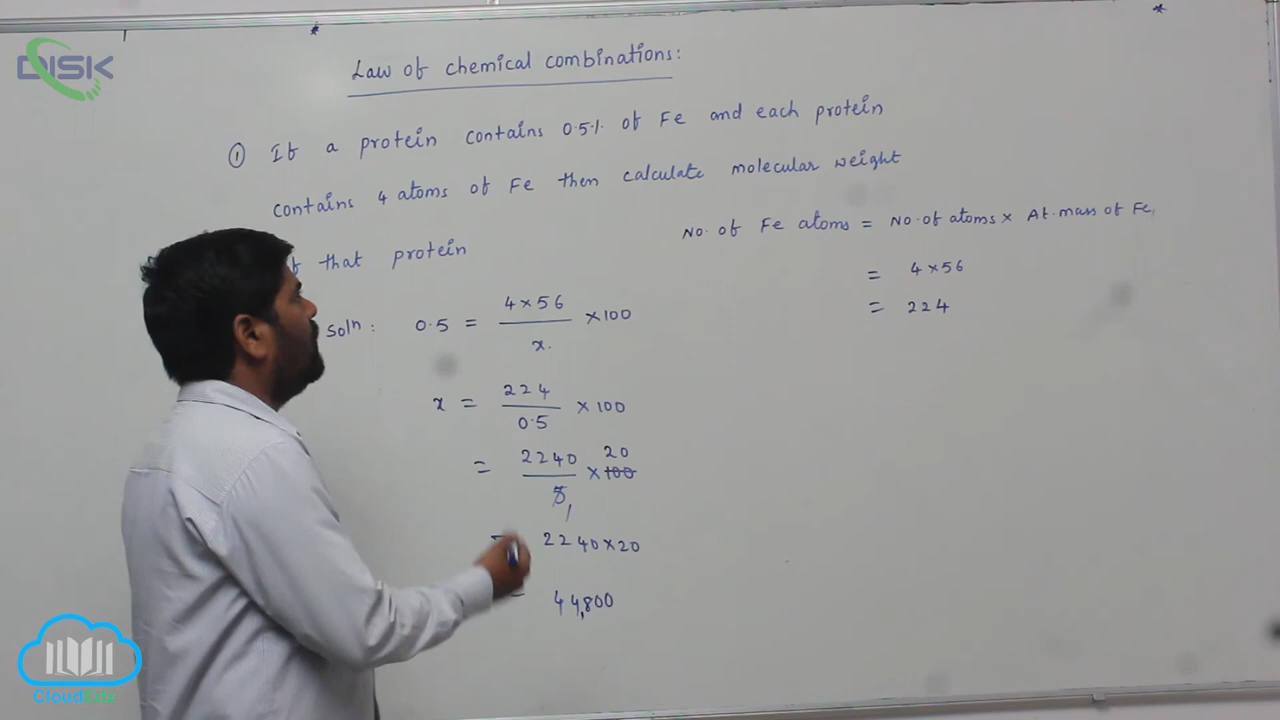 DISK
Law of chemical combinations:
① If a protein contains 0.5% of Fe and each protein
contains 4 atoms of Fe then calculate molecular weight
that protein
No. of Fe atoms = No. of atoms × At. mass of Fe.
= 4 × 56
= 224
Soln : 0.5 = 4 × 56 / x. × 100
x = 224 / 0.5 × 100
= 2240 / 5 × 100 20
1
2240 × 20
44,800
CloudEdz